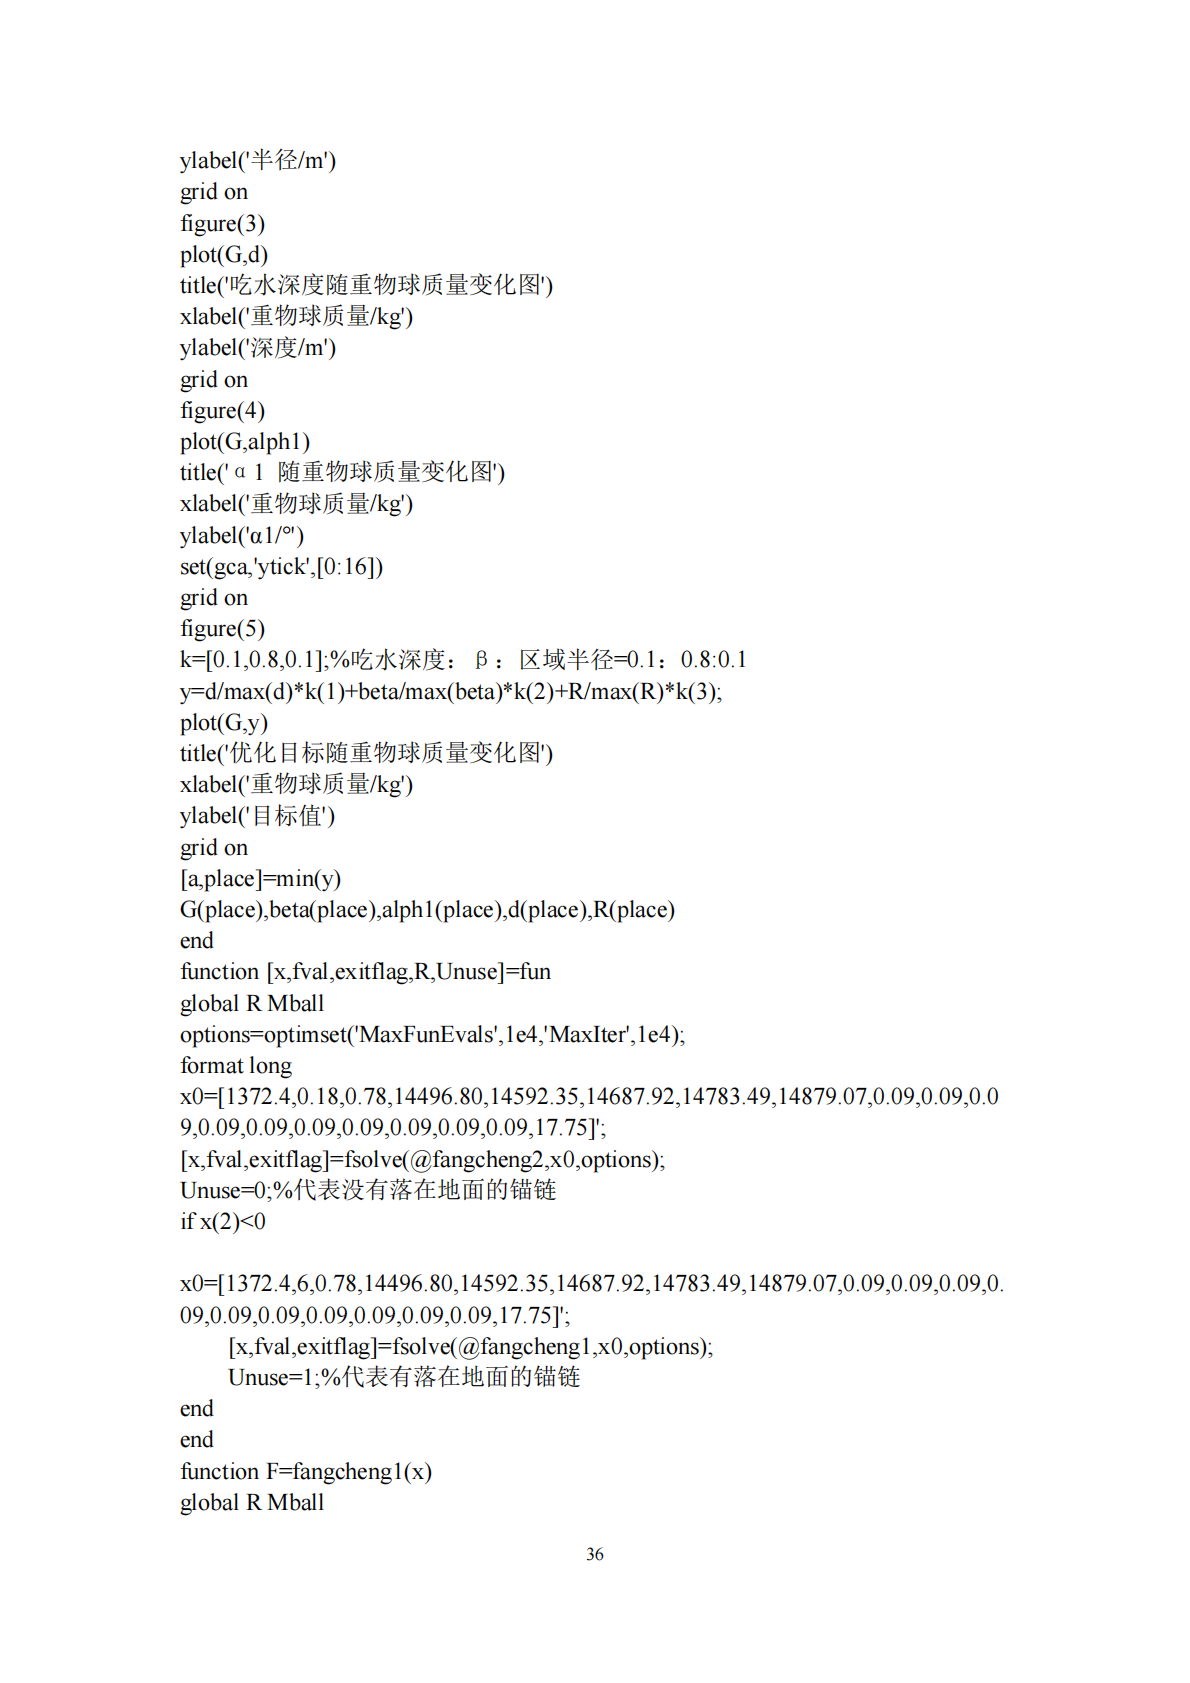 ylabel('半径/m')
grid on
figure(3)
plot(G,d)
title('吃水深度随重物球质量变化图')
xlabel('重物球质量/kg')
ylabel('深度/m')
grid on
figure(4)
plot(G,alph1)
title('α1 随重物球质量变化图')
xlabel('重物球质量/kg')
ylabel('α1/°')
set(gca,'ytick',[0:16])
grid on
figure(5)
k=[0.1,0.8,0.1];%吃水深度：β：区域半径=0.1：0.8:0.1
y=d/max(d)*k(1)+beta/max(beta)*k(2)+R/max(R)*k(3);
plot(G,y)
title('优化目标随重物球质量变化图')
xlabel('重物球质量/kg')
ylabel('目标值')
grid on
[a,place]=min(y)
G(place),beta(place),alph1(place),d(place),R(place)
end
function [x,fval,exitflag,R,Unuse]=fun
global R Mball
options=optimset('MaxFunEvals',1e4,'MaxIter',1e4);
format long
x0=[1372.4,0.18,0.78,14496.80,14592.35,14687.92,14783.49,14879.07,0.09,0.09,0.0
9,0.09,0.09,0.09,0.09,0.09,0.09,0.09,17.75]';
[x,fval,exitflag]=fsolve(@fangcheng2,x0,options);
Unuse=0;%代表没有落在地面的锚链
if x(2)<0
x0=[1372.4,6,0.78,14496.80,14592.35,14687.92,14783.49,14879.07,0.09,0.09,0.09,0.
09,0.09,0.09,0.09,0.09,0.09,0.09,17.75]';
[x,fval,exitflag]=fsolve(@fangcheng1,x0,options);
Unuse=1;%代表有落在地面的锚链
end
end
function F=fangcheng1(x)
global R Mball
36